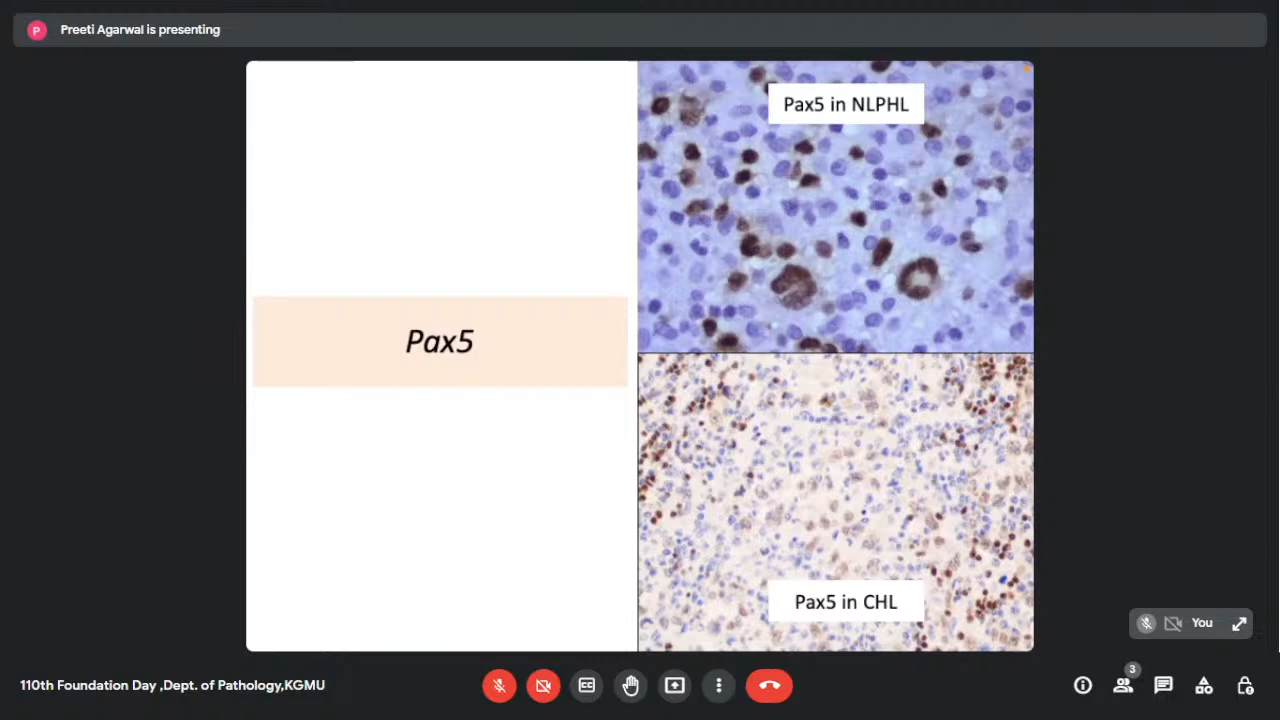 P Preeti Agarwal is presenting
Pax5 in NLPHL
Pax5
Pax5 in CHL
You
110th Foundation Day ,Dept. of Pathology,KGMU
CC
3